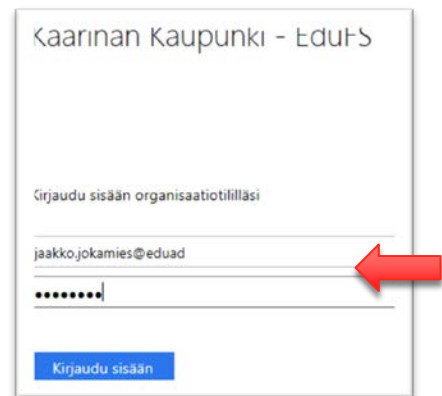 Kaarinan Kaupunki - EduFS
Kirjaudu sisään organisaatiotililläsi
jaakko.jokamies@eduad
••••••••
Kirjaudu sisään